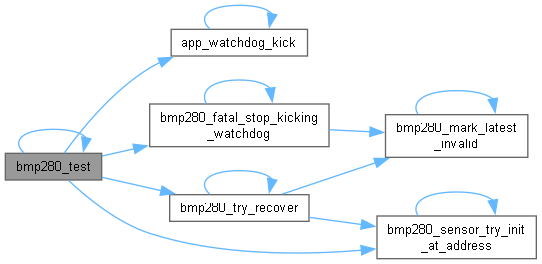 app_watchdog_kick
bmp280_fatal_stop_kicking
_watchdog
bmp280_mark_latest
_invalid
bmp280_test
bmp280_try_recover
bmp280_sensor_try_init
_at_address